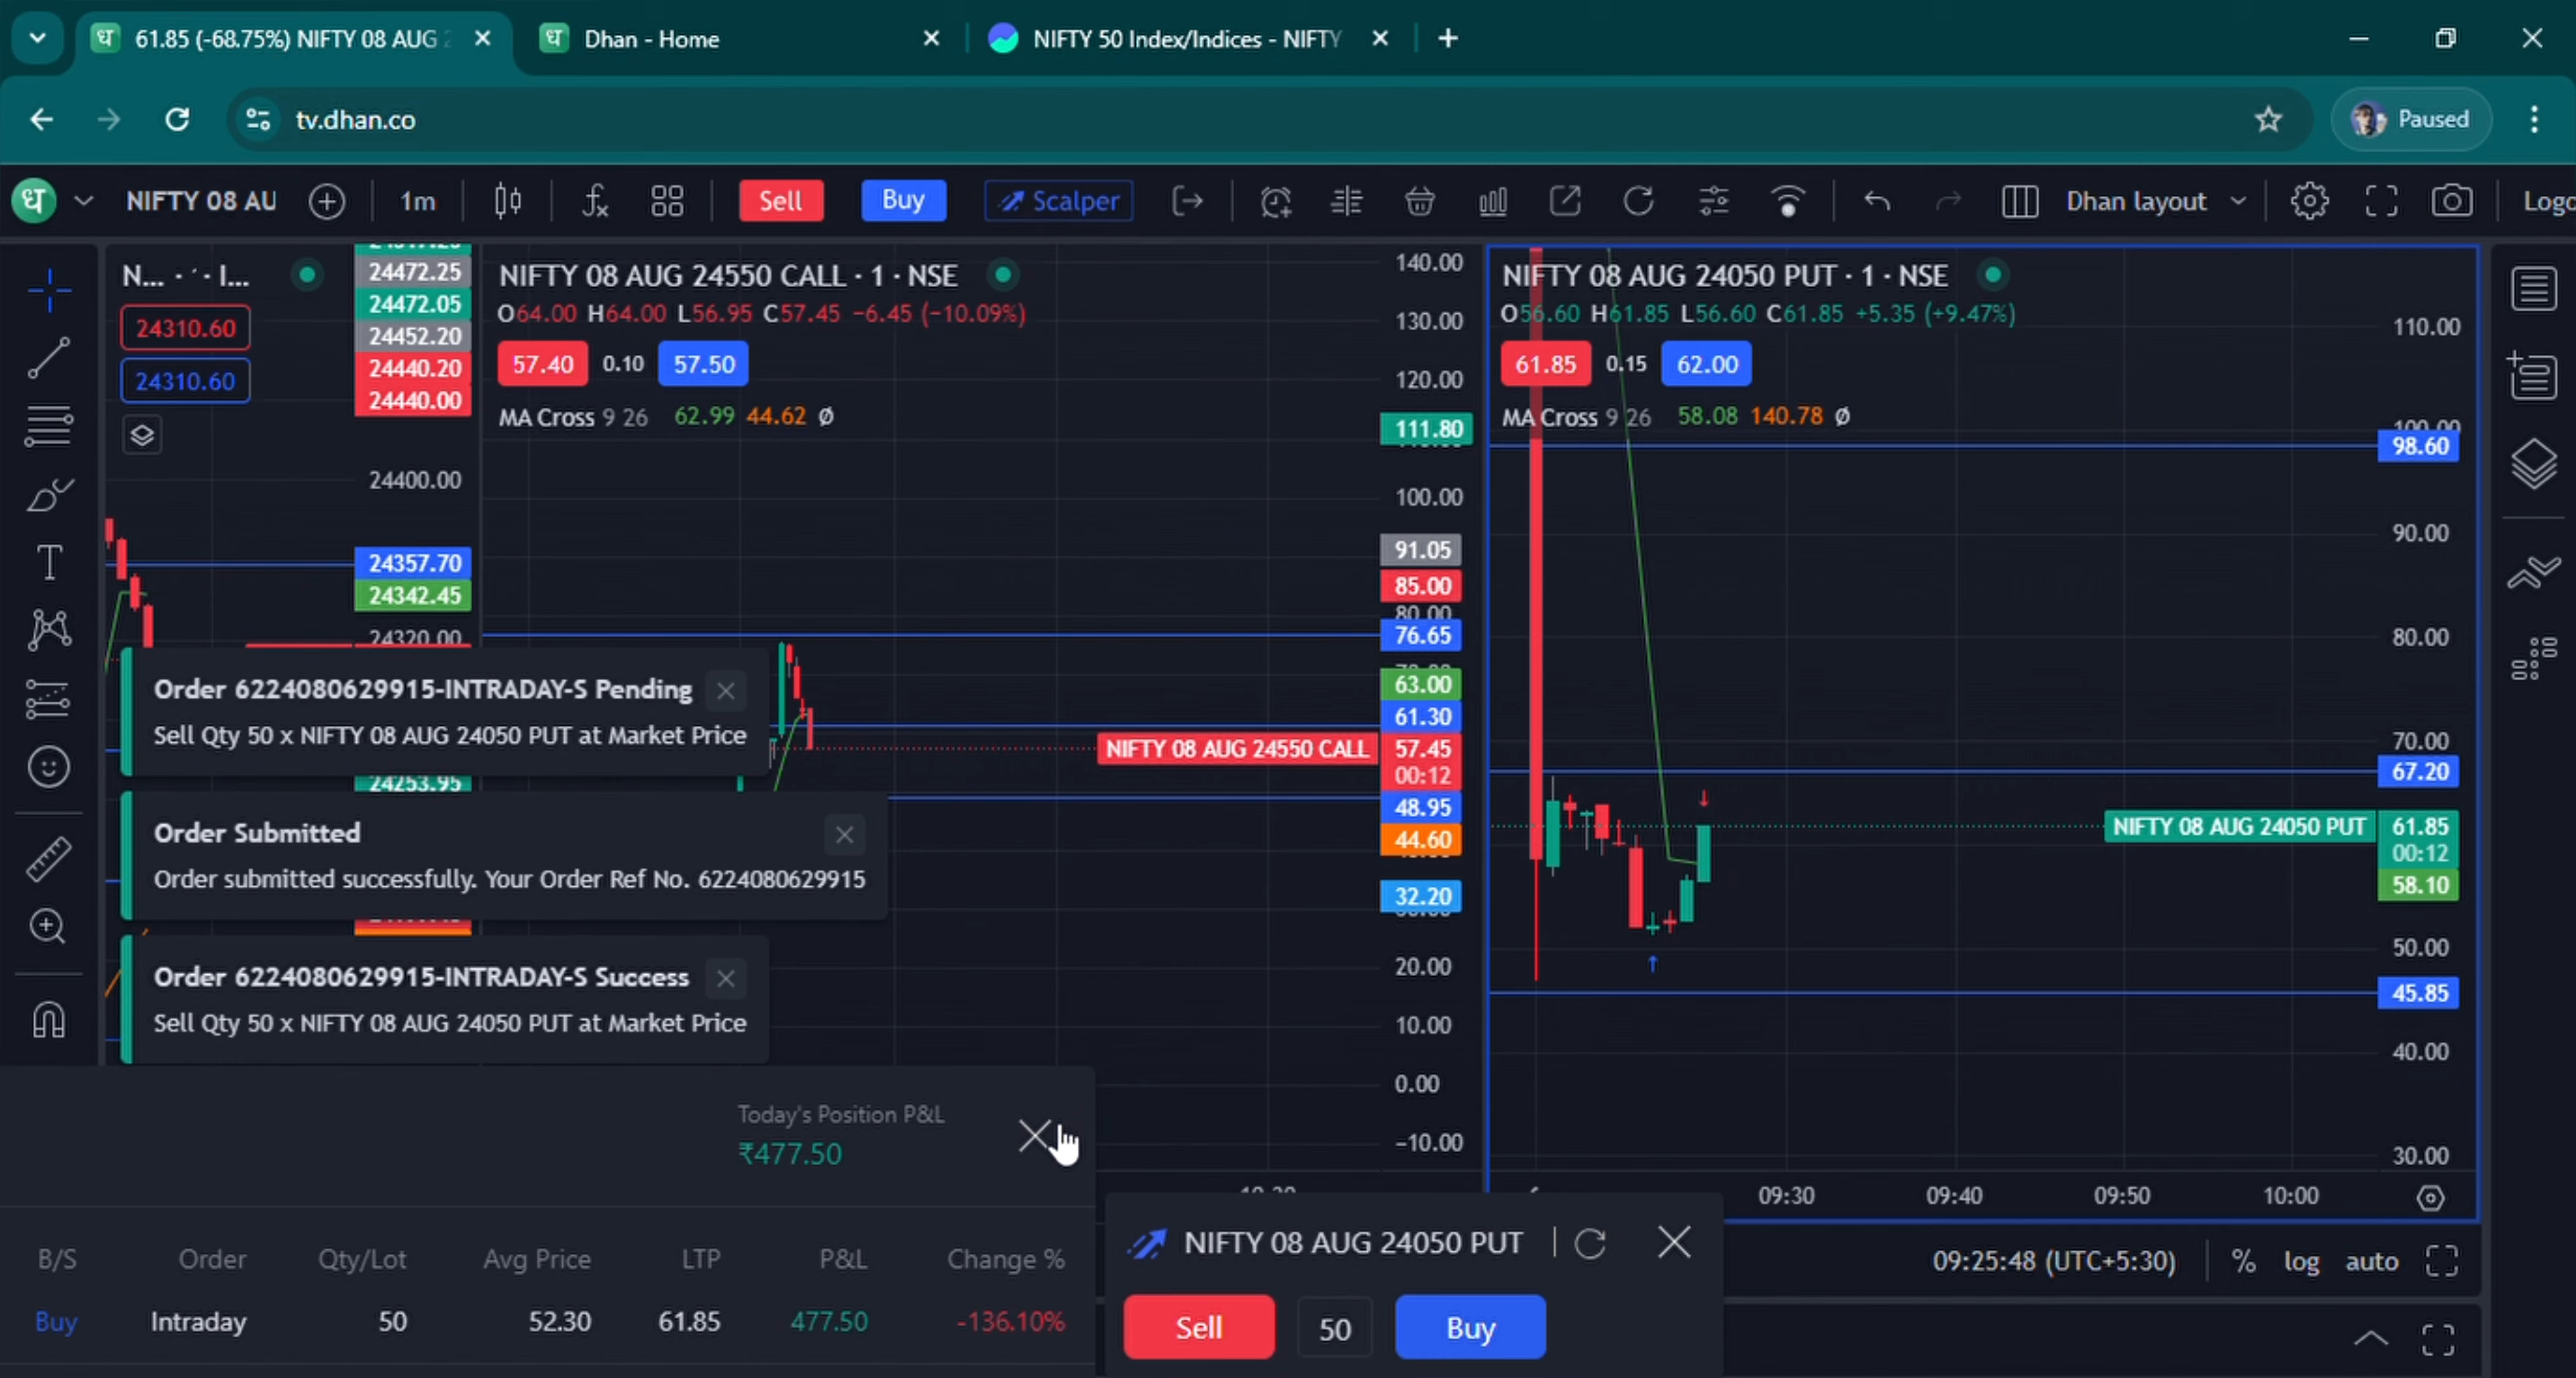 61.85 (-68.75%) NIFTY 08 AUG
Dhan - Home
NIFTY 50 Index/Indices - NIFTY
tv.dhan.co
Paused
ध
NIFTY 08 AU
1m
Sell
Buy
Scalper
Dhan layout
Logo
N... · ´ · I...
24310.60
24310.60
24472.25
24472.05
24452.20
24440.20
24440.00
24400.00
24357.70
24342.45
24320.00
24253.95
NIFTY 08 AUG 24550 CALL · 1 · NSE
O64.00 H64.00 L56.95 C57.45 −6.45 (−10.09%)
57.40 0.10 57.50
MA Cross 9 26 62.99 44.62 Ø
140.00
130.00
120.00
111.80
100.00
91.05
85.00
80.00
76.65
63.00
61.30
NIFTY 08 AUG 24550 CALL 57.45
00:12
48.95
44.60
32.20
20.00
10.00
0.00
−10.00
NIFTY 08 AUG 24050 PUT · 1 · NSE
O56.60 H61.85 L56.60 C61.85 +5.35 (+9.47%)
61.85 0.15 62.00
MA Cross 9 26 58.08 140.78 Ø
110.00
100.00
98.60
90.00
80.00
70.00
67.20
NIFTY 08 AUG 24050 PUT 61.85
00:12
58.10
50.00
45.85
40.00
30.00
09:30 09:40 09:50 10:00
Order 6224080629915-INTRADAY-S Pending
Sell Qty 50 x NIFTY 08 AUG 24050 PUT at Market Price
Order Submitted
Order submitted successfully. Your Order Ref No. 6224080629915
Order 6224080629915-INTRADAY-S Success
Sell Qty 50 x NIFTY 08 AUG 24050 PUT at Market Price
Today's Position P&L
₹477.50
B/S Order Qty/Lot Avg Price LTP P&L Change %
Buy Intraday 50 52.30 61.85 477.50 -136.10%
NIFTY 08 AUG 24050 PUT
Sell 50 Buy
09:25:48 (UTC+5:30) % log auto